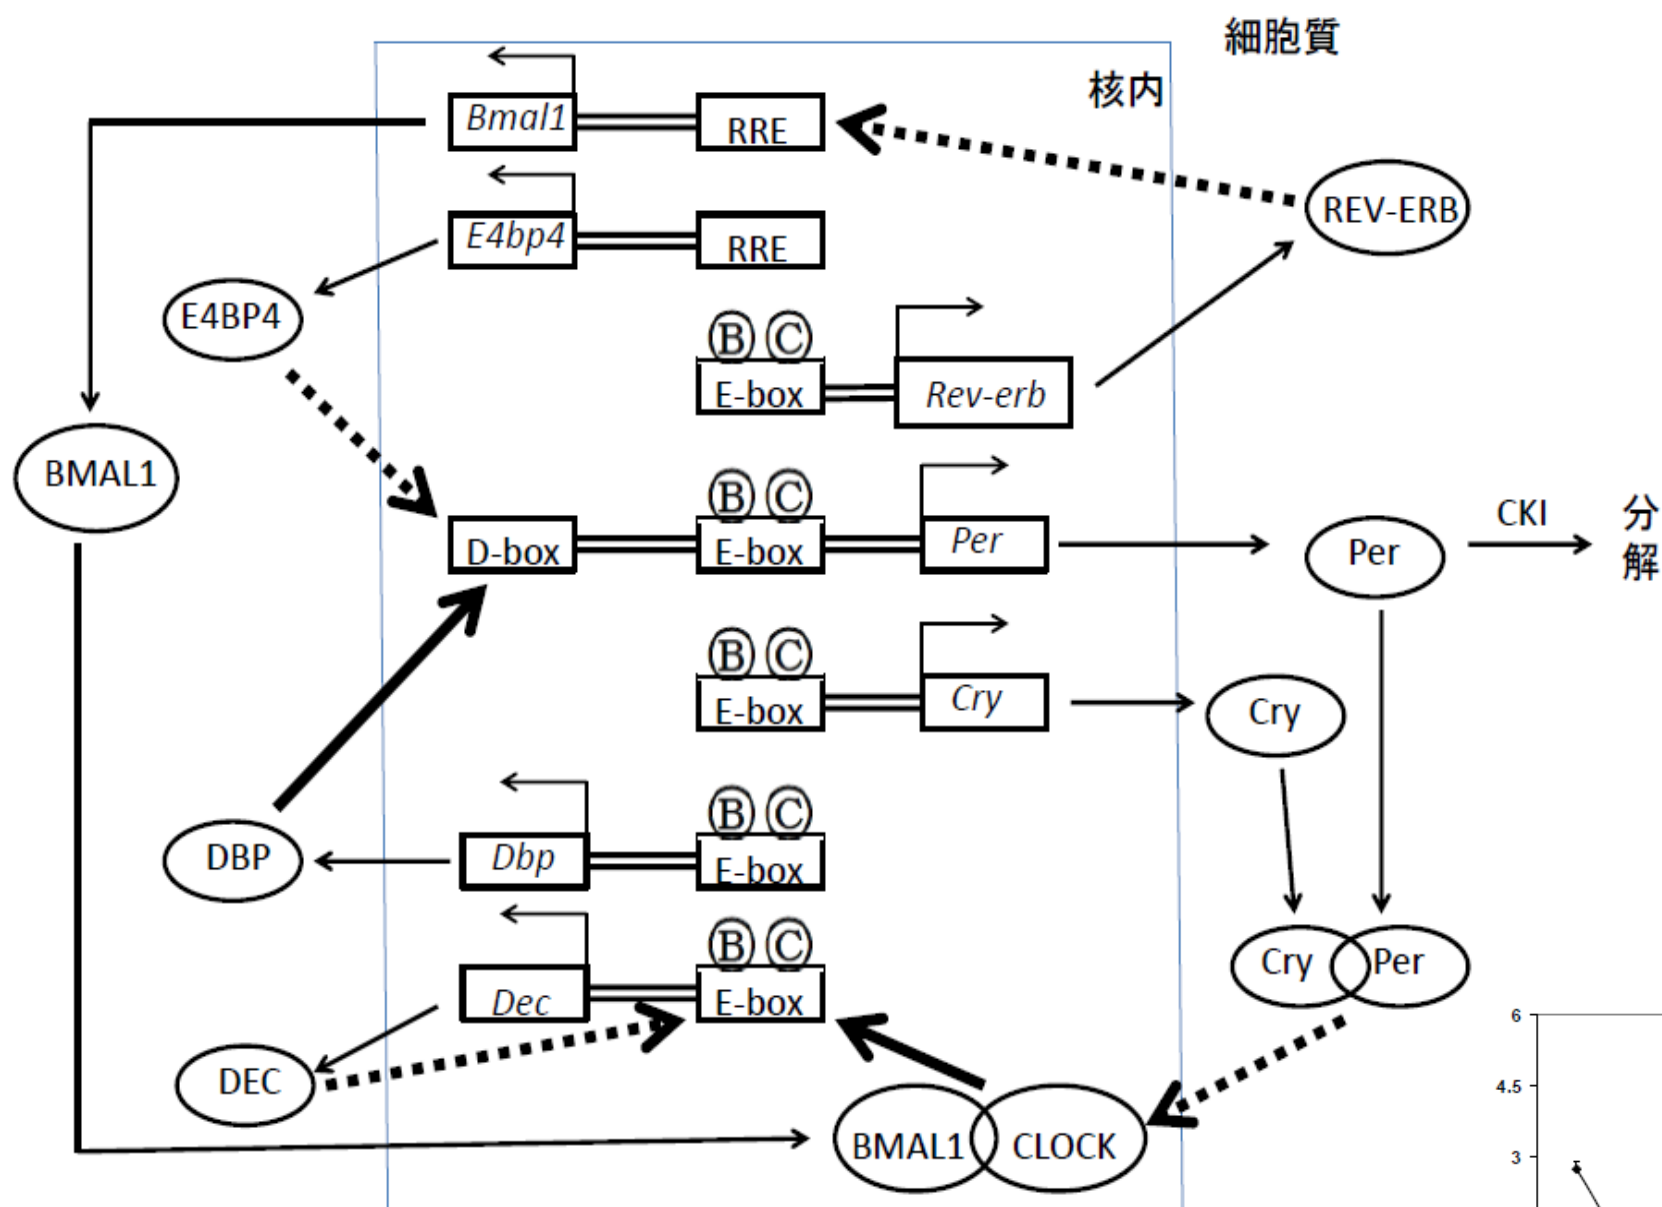 細胞質
核内
Bmal1 RRE
REV-ERB
E4bp4 RRE
E4BP4
B C
E-box Rev-erb
BMAL1
B C
D-box E-box Per
Per
CKI
分
解
B C
E-box Cry
Cry
B C
DBP
Dbp E-box
B C
Dec E-box
Cry Per
DEC
BMAL1 CLOCK
6
4.5
3